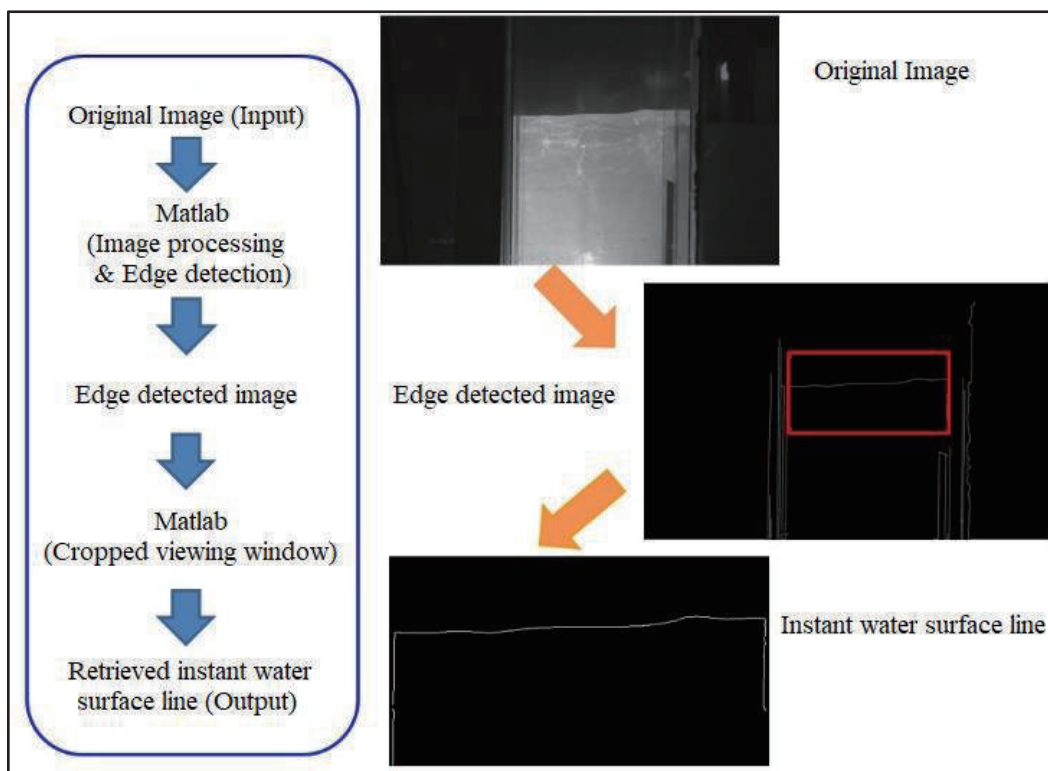 Original Image (Input)
Matlab
(Image processing
& Edge detection)
Edge detected image
Matlab
(Cropped viewing window)
Retrieved instant water
surface line (Output)
Original Image
Edge detected image
Instant water surface line